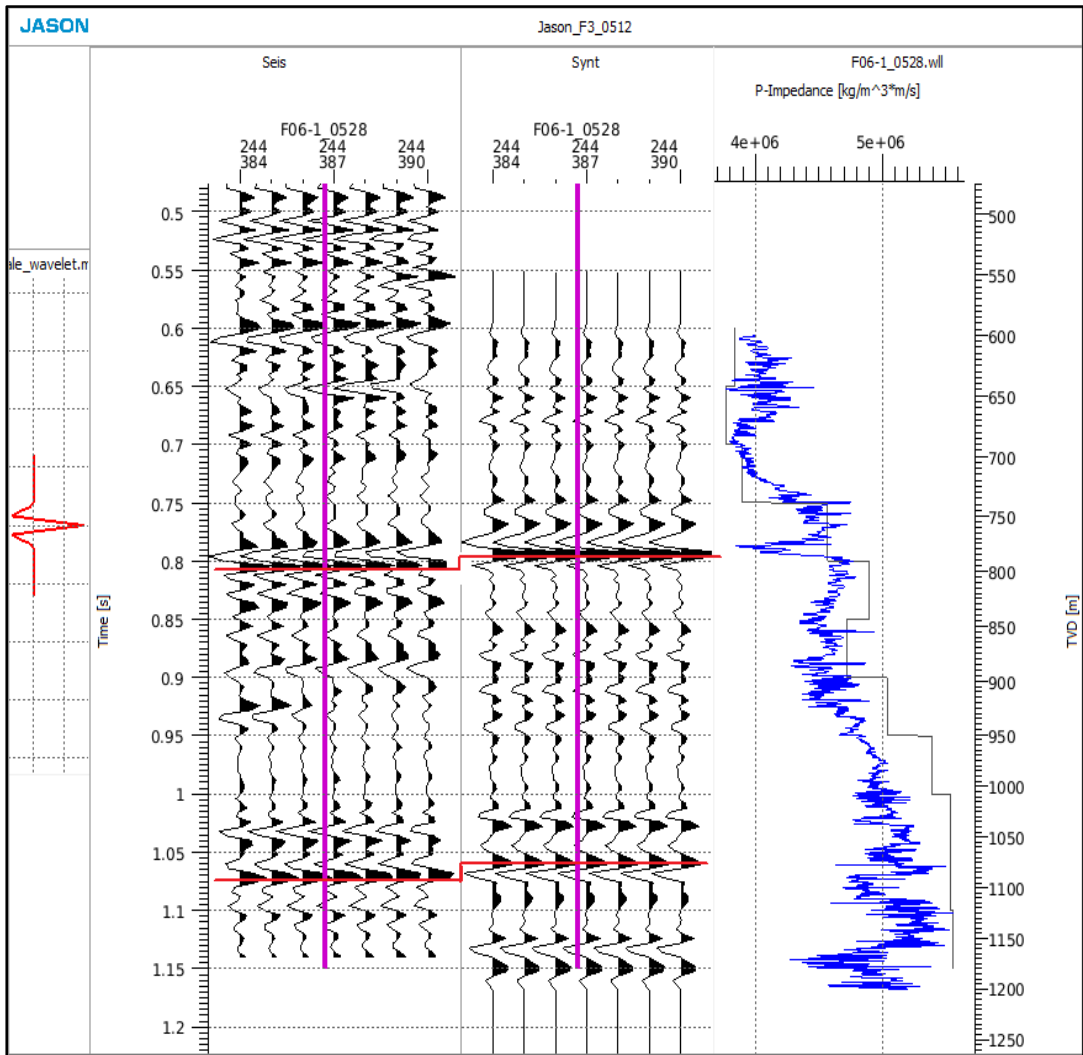 JASON
Jason_F3_0512
Seis
Synt
F06-1_0528.wll
P-Impedance [kg/m^3*m/s]
F06-1_0528
F06-1_0528
4e+06 5e+06
244 244 244
384 387 390
244 244 244
384 387 390
ale_wavelet.m
Time [s]
0.5
0.55
0.6
0.65
0.7
0.75
0.8
0.85
0.9
0.95
1
1.05
1.1
1.15
1.2
TVD [m]
500
550
600
650
700
750
800
850
900
950
1000
1050
1100
1150
1200
1250